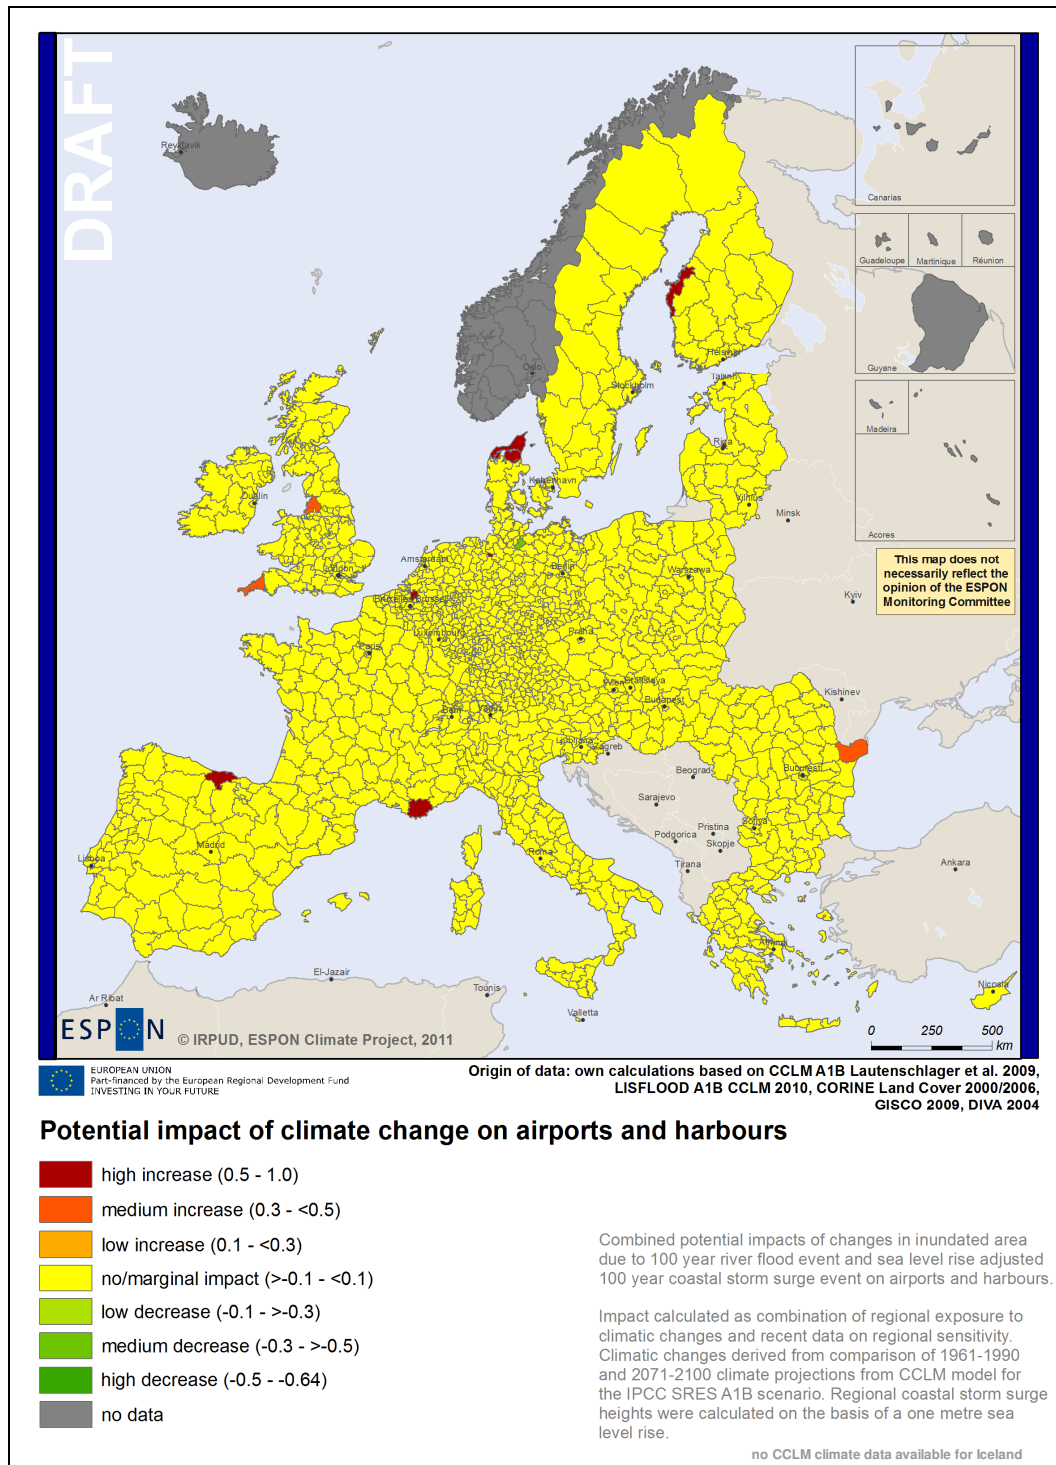 DRAFT
Reykjavik
Canarias
Guadeloupe
Martinique
Réunion
Guyane
Madeira
Acores
This map does not
necessarily reflect the
opinion of the ESPON
Monitoring Committee
Oslo
Helsinki
Tallinn
Stockholm
Riga
København
Vilnius
Minsk
Dublin
London
Amsterdam
Berlin
Warszawa
Kyiv
Bruxelles/Brussel
Luxembourg
Praha
Paris
Wien
Bratislava
Kishinev
Budapest
Bern
Vaduz
Ljubljana
Zagreb
Beograd
Bucuresti
Sarajevo
Pristina
Sofiya
Podgorica
Skopje
Tirana
Ankara
Madrid
Lisboa
Roma
Athinai
El-Jazair
Tounis
Ar Ribat
Valletta
Nicosia
ESPON
© IRPUD, ESPON Climate Project, 2011
0 250 500
km
EUROPEAN UNION
Part-financed by the European Regional Development Fund
INVESTING IN YOUR FUTURE
Origin of data: own calculations based on CCLM A1B Lautenschlager et al. 2009,
LISFLOOD A1B CCLM 2010, CORINE Land Cover 2000/2006,
GISCO 2009, DIVA 2004
Potential impact of climate change on airports and harbours
high increase (0.5 - 1.0)
medium increase (0.3 - <0.5)
low increase (0.1 - <0.3)
no/marginal impact (>-0.1 - <0.1)
low decrease (-0.1 - >-0.3)
medium decrease (-0.3 - >-0.5)
high decrease (-0.5 - -0.64)
no data
Combined potential impacts of changes in inundated area
due to 100 year river flood event and sea level rise adjusted
100 year coastal storm surge event on airports and harbours.
Impact calculated as combination of regional exposure to
climatic changes and recent data on regional sensitivity.
Climatic changes derived from comparison of 1961-1990
and 2071-2100 climate projections from CCLM model for
the IPCC SRES A1B scenario. Regional coastal storm surge
heights were calculated on the basis of a one metre sea
level rise.
no CCLM climate data available for Iceland